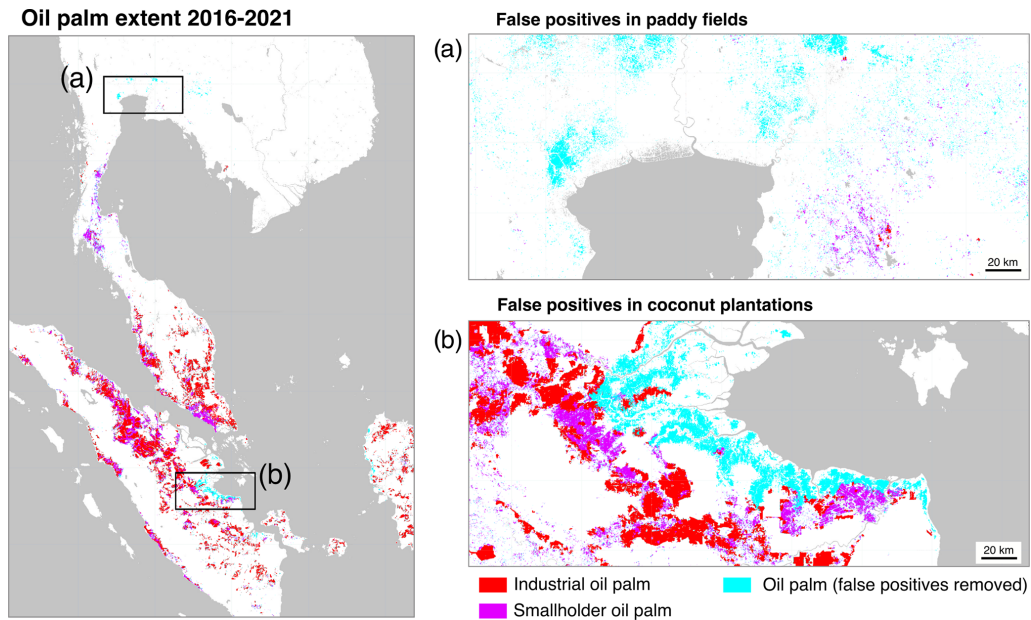 Oil palm extent 2016-2021
(a)
(b)
False positives in paddy fields
(a)
20 km
False positives in coconut plantations
(b)
20 km
Industrial oil palm
Oil palm (false positives removed)
Smallholder oil palm